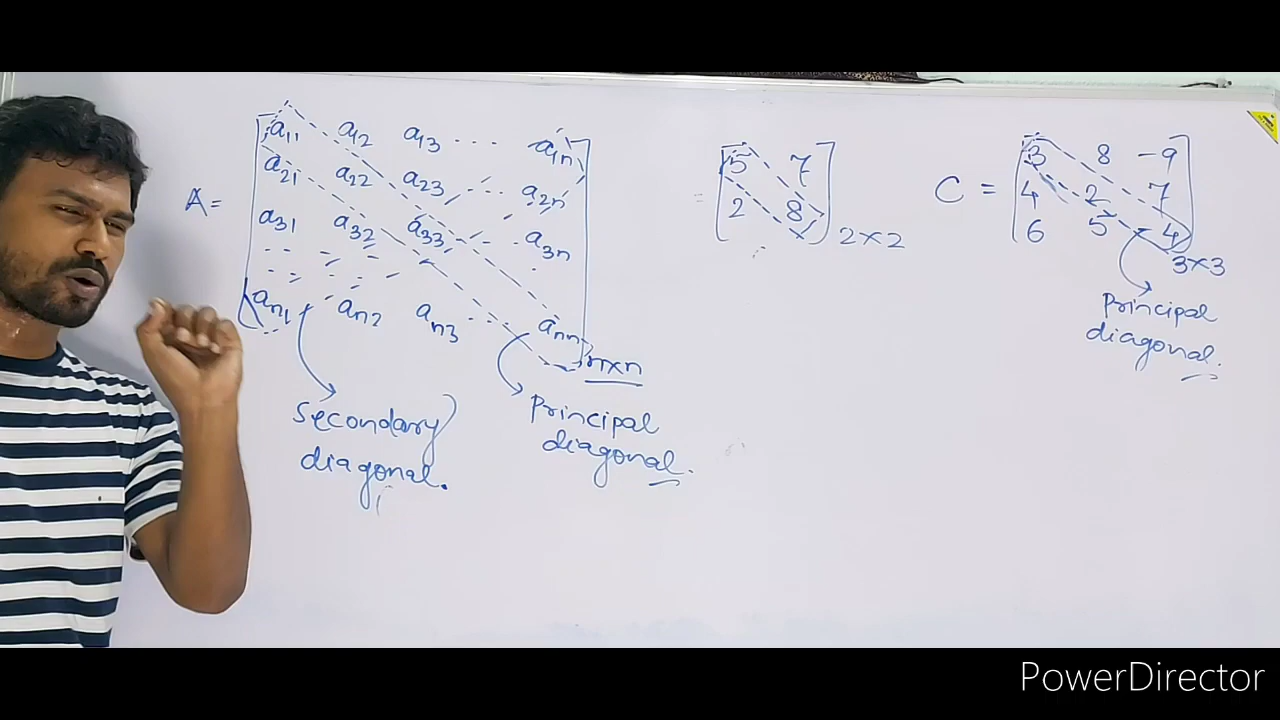 A = [ a11 a12 a13 ... a1n
a21 a22 a23 ... a2n
a31 a32 a33 ... a3n
an1 an2 an3 ... ann ] n×n
Secondary diagonal.
Principal diagonal.
= [ 5 7
2 8 ] 2×2
C = [ 3 8 -9
4 2 7
6 5 4 ] 3×3
Principal
diagonal.
PowerDirector